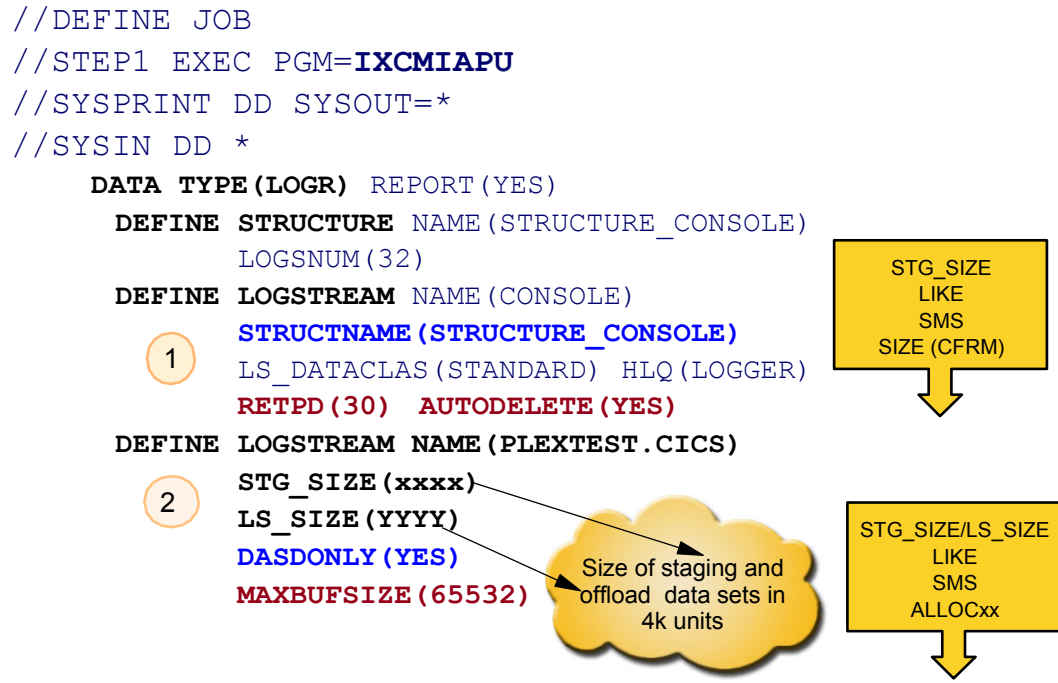 //DEFINE JOB
//STEP1 EXEC PGM=IXCMIAPU
//SYSPRINT DD SYSOUT=*
//SYSIN DD *
DATA TYPE(LOGR) REPORT(YES)
DEFINE STRUCTURE NAME(STRUCTURE_CONSOLE)
LOGSNUM(32)
DEFINE LOGSTREAM NAME(CONSOLE)
STRUCTNAME(STRUCTURE_CONSOLE)
1
LS_DATACLAS(STANDARD) HLQ(LOGGER)
RETPD(30) AUTODELETE(YES)
STG_SIZE
LIKE
SMS
SIZE (CFRM)
DEFINE LOGSTREAM NAME(PLEXTEST.CICS)
2
STG_SIZE(xxxx)
LS_SIZE(YYYY)
DASDONLY(YES)
MAXBUFSIZE(65532)
Size of staging and
offload data sets in
4k units
STG_SIZE/LS_SIZE
LIKE
SMS
ALLOCxx